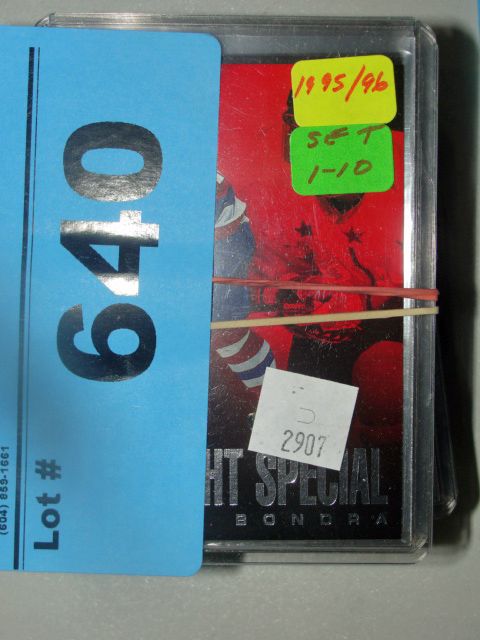 1995/96
SET
1-10
640
Lot #
(604) 859-1661
2907
HT SPECIAL
BONDRA